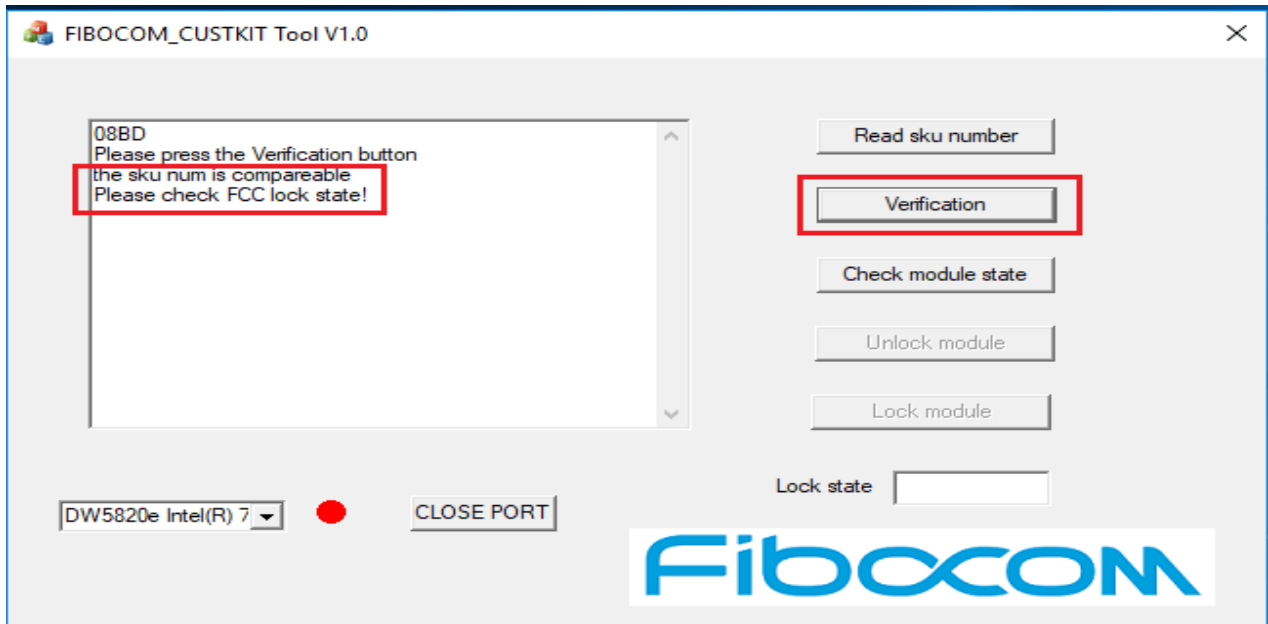 FIBOCOM_CUSTKIT Tool V1.0
08BD
Please press the Verification button
the sku num is compareable
Please check FCC lock state!
Read sku number
Verification
Check module state
Unlock module
Lock module
Lock state
DW5820e Intel(R) 7
CLOSE PORT
Fibocom